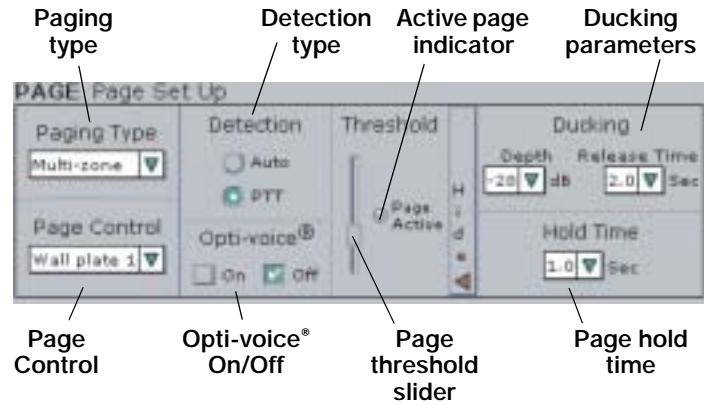 Paging type
Detection type
Active page indicator
Ducking parameters
PAGE Page Set Up
Paging Type
Multi-zone
Page Control
Wall plate 1
Detection
Auto
PTT
Opti-voice®
On
Off
Threshold
Page Active
Hide
Ducking
Depth
-20 dB
Release Time
2.0 Sec
Hold Time
1.0 Sec
Page Control
Opti-voice® On/Off
Page threshold slider
Page hold time